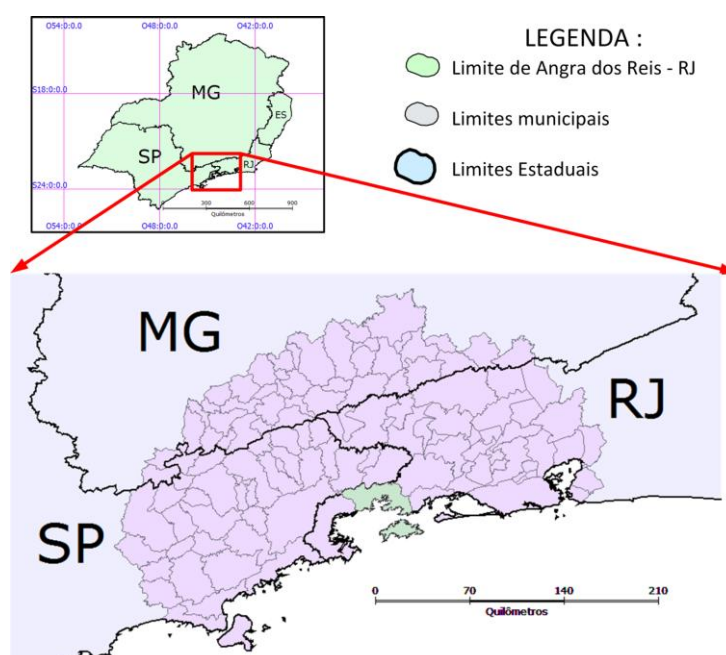 O54:0:0.0 O48:0:0.0 O42:0:0.0
S18:0:0.0
MG
ES
SP
RJ
S24:0:0.0
300 600 900
Quilômetros
O54:0:0.0 O48:0:0.0 O42:0:0.0
LEGENDA :
Limite de Angra dos Reis - RJ
Limites municipais
Limites Estaduais
MG
RJ
SP
0 70 140 210
Quilômetros